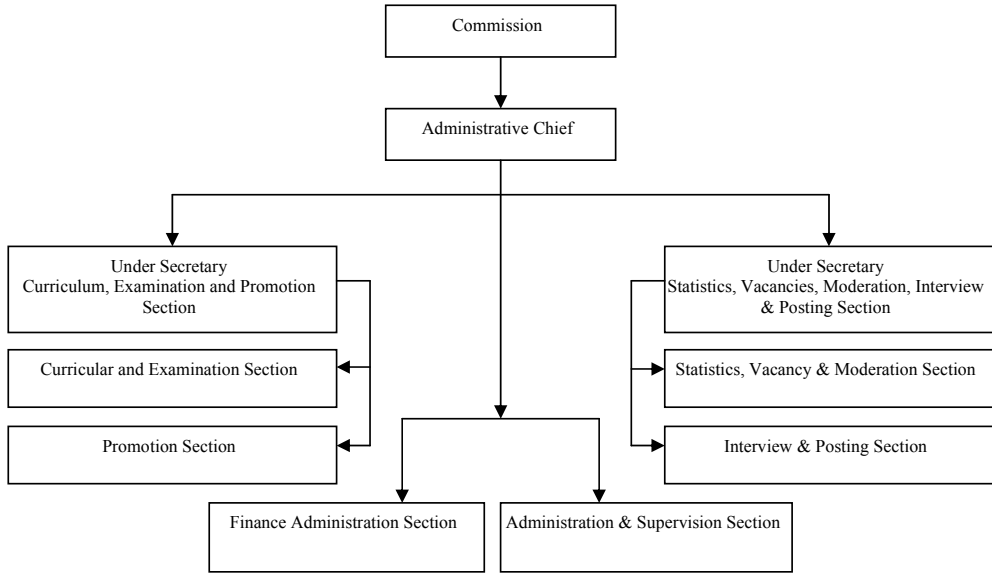 Commission
Administrative Chief
Under Secretary
Curriculum, Examination and Promotion
Section
Under Secretary
Statistics, Vacancies, Moderation, Interview
& Posting Section
Curricular and Examination Section
Statistics, Vacancy & Moderation Section
Promotion Section
Interview & Posting Section
Finance Administration Section
Administration & Supervision Section